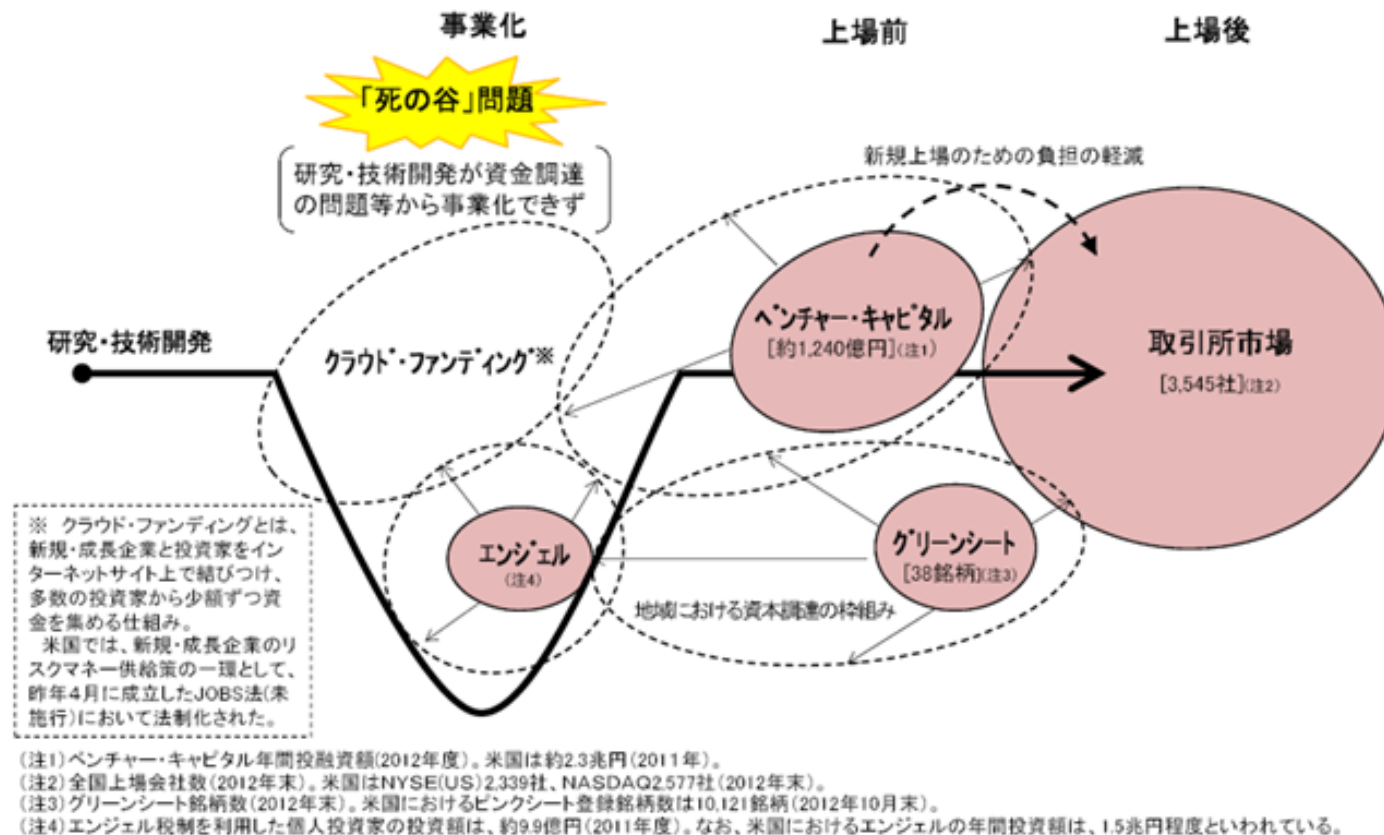 事業化
上場前
上場後
「死の谷」問題
研究・技術開発が資金調達
の問題等から事業化できず
新規上場のための負担の軽減
研究・技術開発
クラウド・ファンディング※
ベンチャー・キャピタル
[約1,240億円](注1)
取引所市場
[3,545社](注2)
エンジェル
(注4)
グリーンシート
[38銘柄](注3)
地域における資本調達の枠組み
※ クラウド・ファンディングとは、
新規・成長企業と投資家をイン
ターネットサイト上で結びつけ、
多数の投資家から少額ずつ資
金を集める仕組み。
米国では、新規・成長企業のリ
スクマネー供給策の一環として、
昨年4月に成立したJOBS法(未
施行)において法制化された。
(注1)ベンチャー・キャピタル年間投融資額(2012年度)。米国は約2.3兆円(2011年)。
(注2)全国上場会社数(2012年末)。米国はNYSE(US)2,339社、NASDAQ2,577社(2012年末)。
(注3)グリーンシート銘柄数(2012年末)。米国におけるピンクシート登録銘柄数は10,121銘柄(2012年10月末)。
(注4)エンジェル税制を利用した個人投資家の投資額は、約9.9億円(2011年度)。なお、米国におけるエンジェルの年間投資額は、1.5兆円程度といわれている。